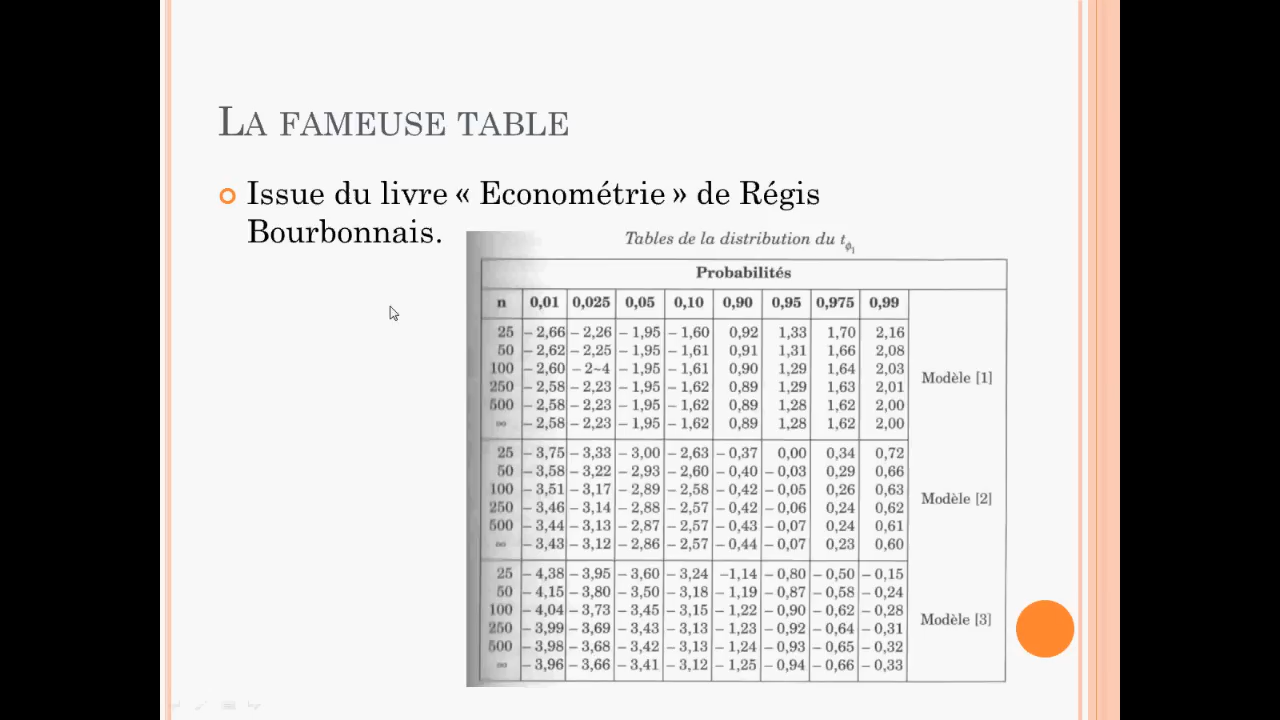 LA FAMEUSE TABLE
Issue du livre « Econométrie » de Régis
Bourbonnais.
Tables de la distribution du tϕ1
Probabilités
n 0,01 0,025 0,05 0,10 0,90 0,95 0,975 0,99
25 – 2,66 – 2,26 – 1,95 – 1,60 0,92 1,33 1,70 2,16
50 – 2,62 – 2,25 – 1,95 – 1,61 0,91 1,31 1,66 2,08
100 – 2,60 – 2~4 – 1,95 – 1,61 0,90 1,29 1,64 2,03
250 – 2,58 – 2,23 – 1,95 – 1,62 0,89 1,29 1,63 2,01
500 – 2,58 – 2,23 – 1,95 – 1,62 0,89 1,28 1,62 2,00
∞ – 2,58 – 2,23 – 1,95 – 1,62 0,89 1,28 1,62 2,00
Modèle [1]
25 – 3,75 – 3,33 – 3,00 – 2,63 – 0,37 0,00 0,34 0,72
50 – 3,58 – 3,22 – 2,93 – 2,60 – 0,40 – 0,03 0,29 0,66
100 – 3,51 – 3,17 – 2,89 – 2,58 – 0,42 – 0,05 0,26 0,63
250 – 3,46 – 3,14 – 2,88 – 2,57 – 0,42 – 0,06 0,24 0,62
500 – 3,44 – 3,13 – 2,87 – 2,57 – 0,43 – 0,07 0,24 0,61
∞ – 3,43 – 3,12 – 2,86 – 2,57 – 0,44 – 0,07 0,23 0,60
Modèle [2]
25 – 4,38 – 3,95 – 3,60 – 3,24 –1,14 – 0,80 – 0,50 – 0,15
50 – 4,15 – 3,80 – 3,50 – 3,18 – 1,19 – 0,87 – 0,58 – 0,24
100 – 4,04 – 3,73 – 3,45 – 3,15 – 1,22 – 0,90 – 0,62 – 0,28
250 – 3,99 – 3,69 – 3,43 – 3,13 – 1,23 – 0,92 – 0,64 – 0,31
500 – 3,98 – 3,68 – 3,42 – 3,13 – 1,24 – 0,93 – 0,65 – 0,32
∞ – 3,96 – 3,66 – 3,41 – 3,12 – 1,25 – 0,94 – 0,66 – 0,33
Modèle [3]